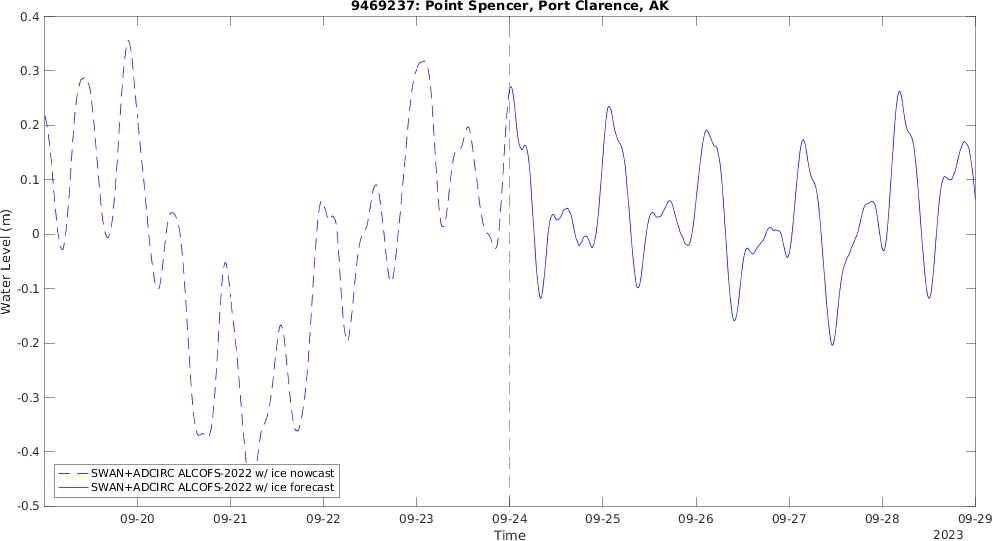 9469237: Point Spencer, Port Clarence, AK
0.4
0.3
0.2
0.1
0
-0.1
-0.2
-0.3
-0.4
-0.5
Water Level (m)
SWAN+ADCIRC ALCOFS-2022 w/ ice nowcast
SWAN+ADCIRC ALCOFS-2022 w/ ice forecast
09-20 09-21 09-22 09-23 09-24 09-25 09-26 09-27 09-28 09-29
Time
2023